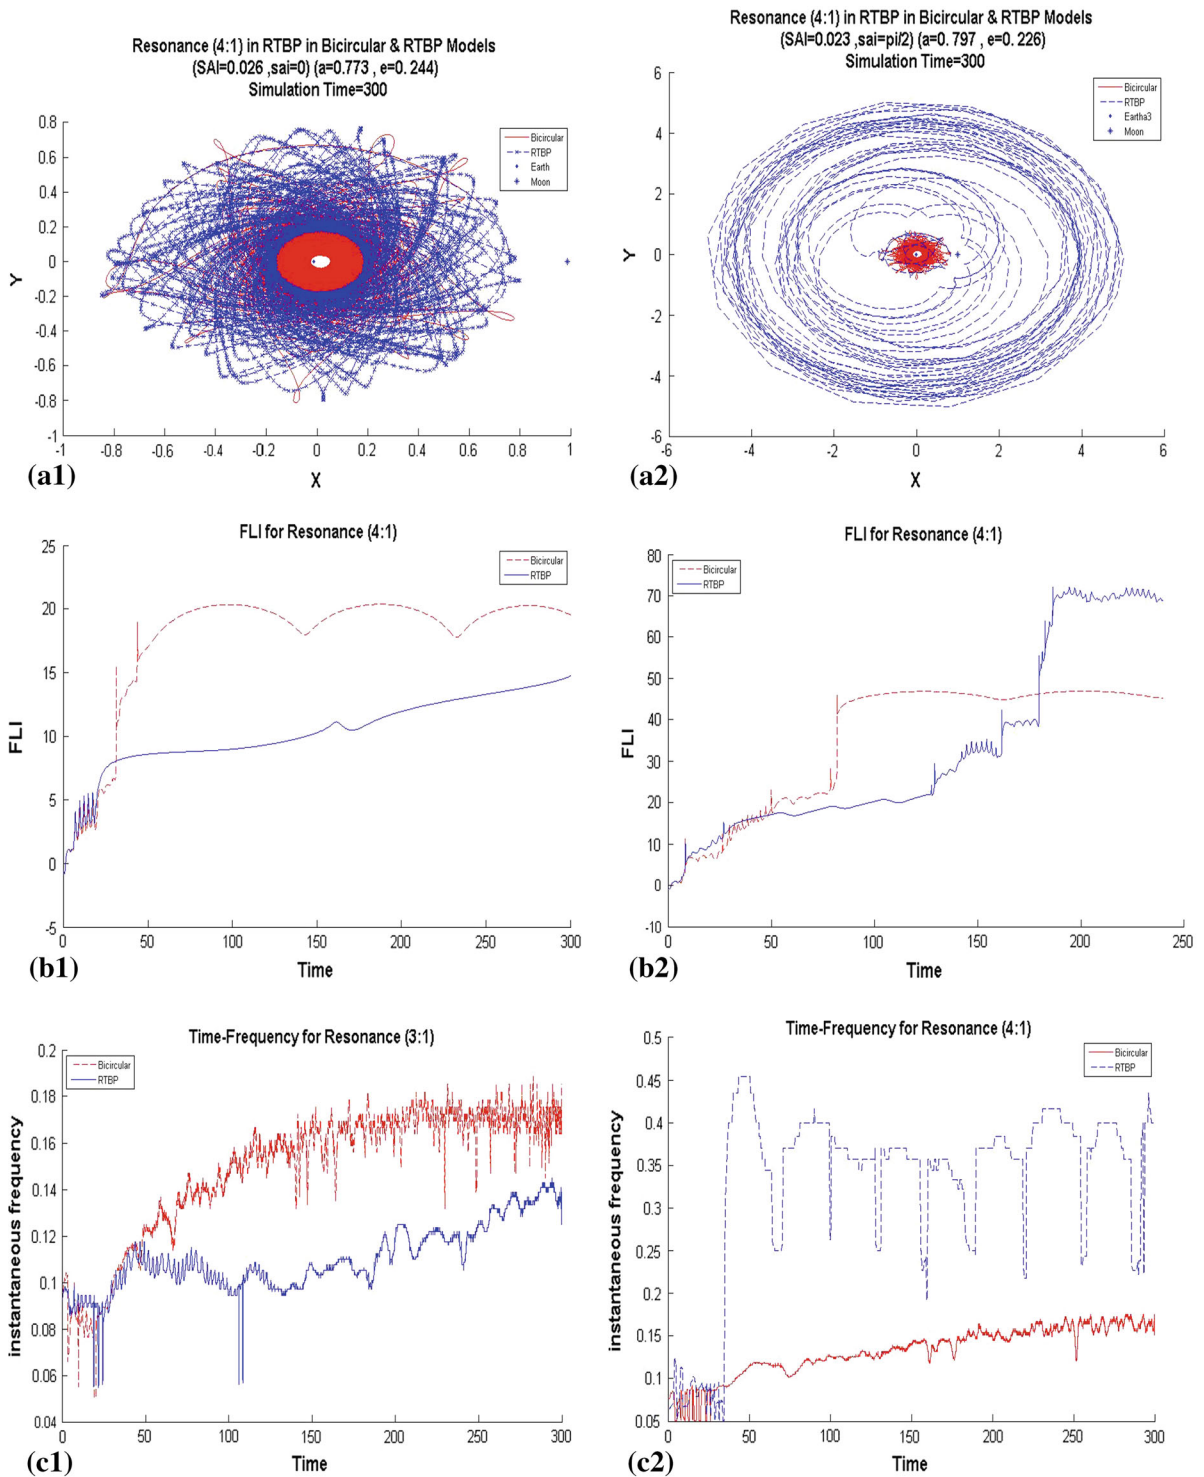 Resonance (4:1) in RTBP in Bicircular & RTBP Models
(SAI=0.026 ,sai=0) (a=0.773 , e=0. 244)
Simulation Time=300
Bicircular
RTBP
Earth
Moon
0.8
0.6
0.4
0.2
0
-0.2
-0.4
-0.6
-0.8
-1
Y
-1
-0.8
-0.6
-0.4
-0.2
0
0.2
0.4
0.6
0.8
1
X
(a1)
Resonance (4:1) in RTBP in Bicircular & RTBP Models
(SAI=0.023 ,sai=pi/2) (a=0. 797 , e=0. 226)
Simulation Time=300
Bicircular
RTBP
Eartha3
Moon
6
4
2
0
-2
-4
-6
Y
-6
-4
-2
0
2
4
6
X
(a2)
FLI for Resonance (4:1)
Bicircular
RTBP
25
20
15
10
5
0
-5
FLI
0
50
100
150
200
250
300
Time
(b1)
FLI for Resonance (4:1)
Bicircular
RTBP
80
70
60
50
40
30
20
10
0
-10
FLI
0
50
100
150
200
250
Time
(b2)
Time-Frequency for Resonance (3:1)
Bicircular
RTBP
0.2
0.18
0.16
0.14
0.12
0.1
0.08
0.06
0.04
instantaneous frequency
0
50
100
150
200
250
300
Time
(c1)
Time-Frequency for Resonance (4:1)
Bicircular
RTBP
0.5
0.45
0.4
0.35
0.3
0.25
0.2
0.15
0.1
0.05
instantaneous frequency
0
50
100
150
200
250
300
Time
(c2)